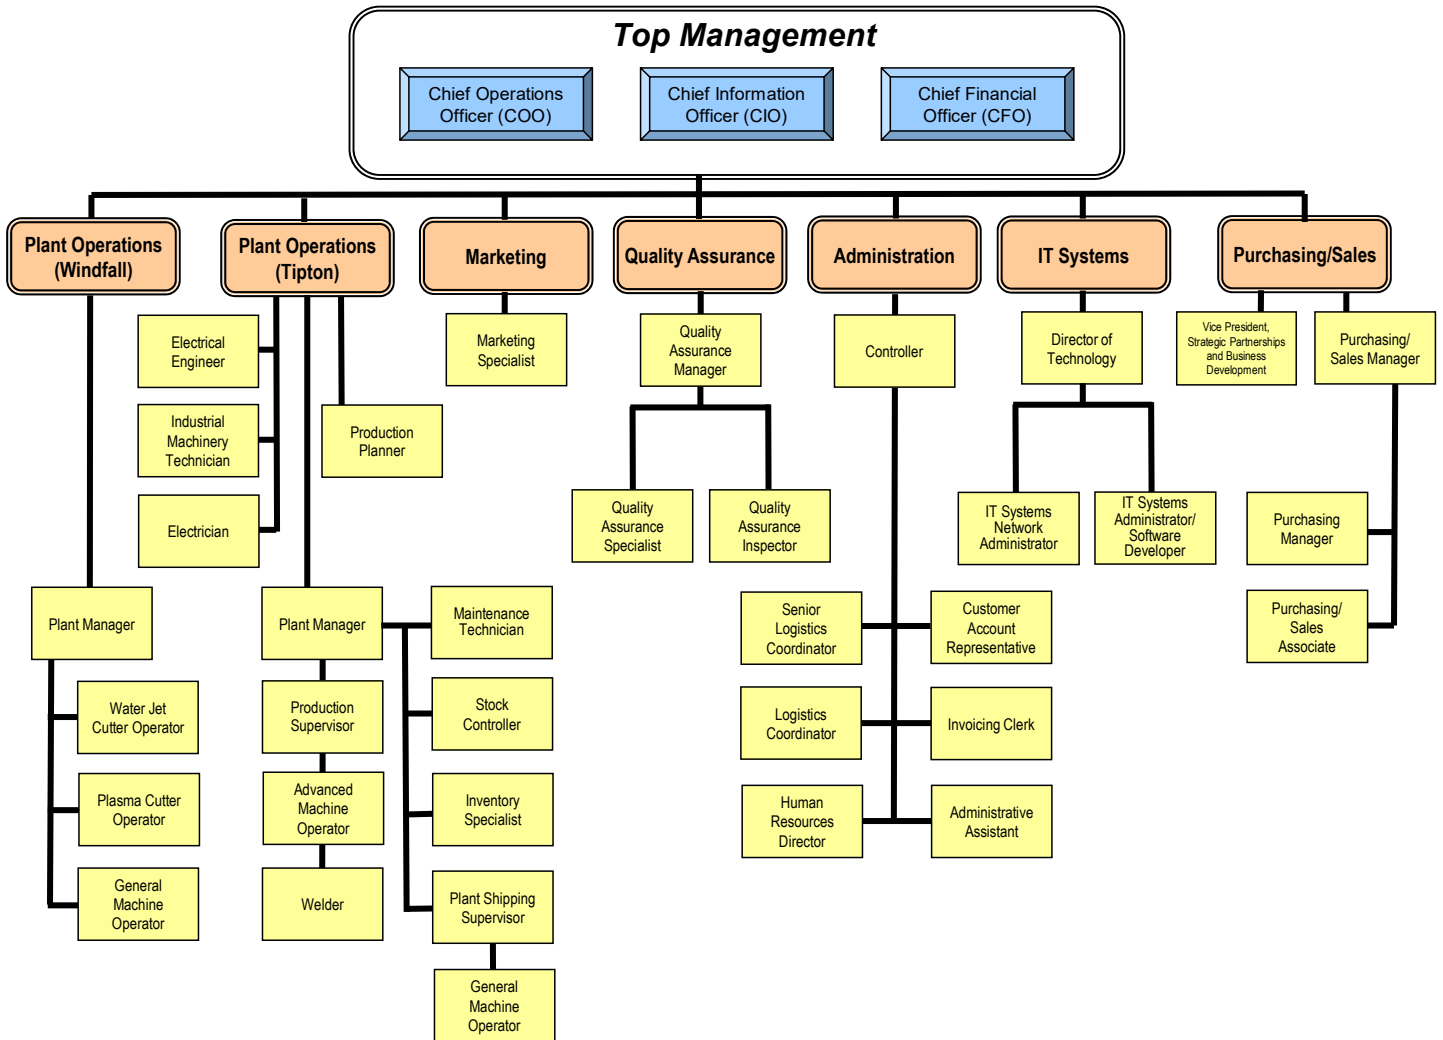 Top Management
Chief Operations
Officer (COO)
Chief Information
Officer (CIO)
Chief Financial
Officer (CFO)
Plant Operations
(Windfall)
Plant Operations
(Tipton)
Marketing
Quality Assurance
Administration
IT Systems
Purchasing/Sales
Electrical
Engineer
Marketing
Specialist
Quality
Assurance
Manager
Controller
Director of
Technology
Vice President,
Strategic Partnerships
and Business
Development
Purchasing/
Sales Manager
Industrial
Machinery
Technician
Production
Planner
Electrician
Quality
Assurance
Specialist
Quality
Assurance
Inspector
IT Systems
Network
Administrator
IT Systems
Administrator/
Software
Developer
Purchasing
Manager
Plant Manager
Plant Manager
Maintenance
Technician
Senior
Logistics
Coordinator
Customer
Account
Representative
Purchasing/
Sales
Associate
Water Jet
Cutter Operator
Production
Supervisor
Stock
Controller
Logistics
Coordinator
Invoicing Clerk
Plasma Cutter
Operator
Advanced
Machine
Operator
Inventory
Specialist
Human
Resources
Director
Administrative
Assistant
General
Machine
Operator
Welder
Plant Shipping
Supervisor
General
Machine
Operator